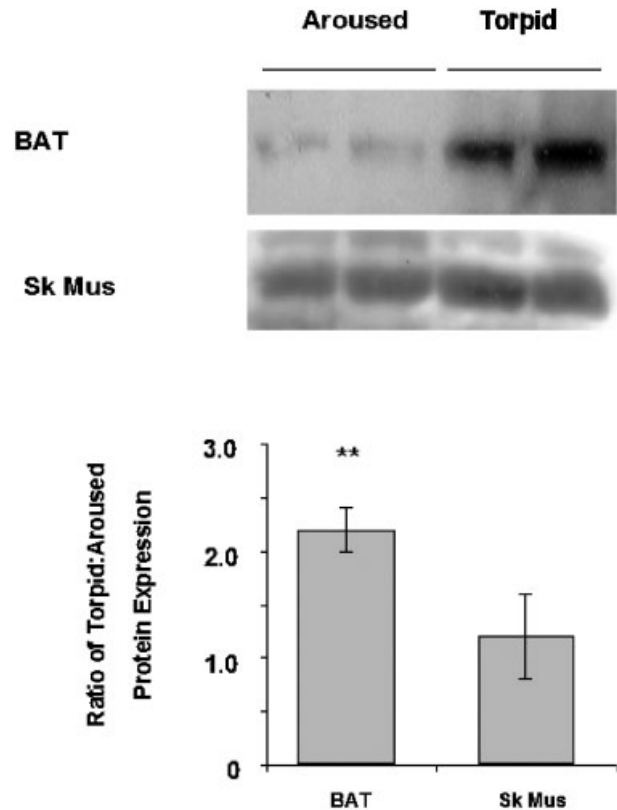 Aroused Torpid
BAT
Sk Mus
3.0
**
2.0
1.0
0
Ratio of Torpid:Aroused
Protein Expression
BAT Sk Mus